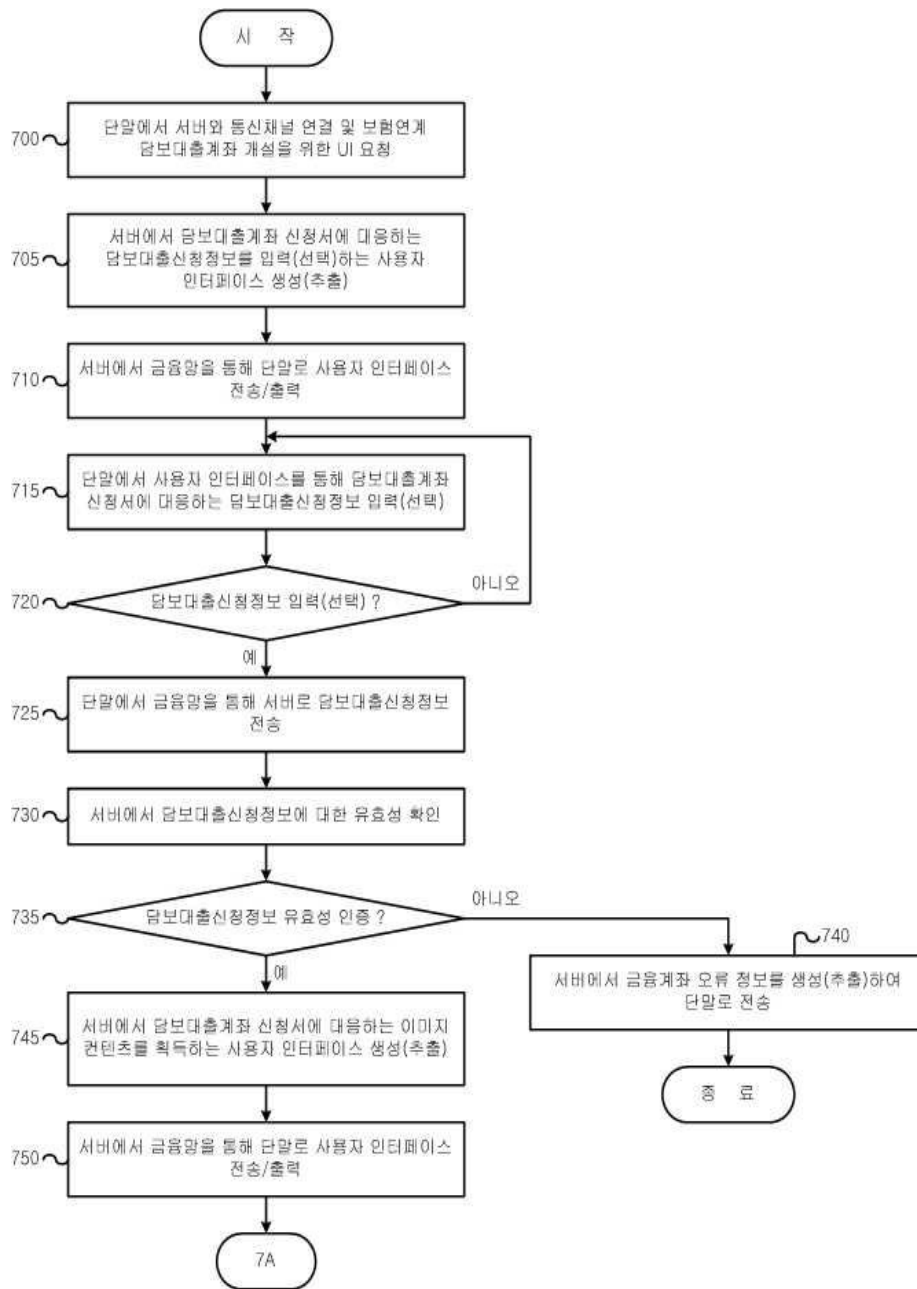 시 작
700
단말에서 서버와 통신채널 연결 및 보험연계
담보대출계좌 개설을 위한 UI 요청
705
서버에서 담보대출계좌 신청서에 대응하는
담보대출신청정보를 입력(선택)하는 사용자
인터페이스 생성(추출)
710
서버에서 금융망을 통해 단말로 사용자 인터페이스
전송/출력
715
단말에서 사용자 인터페이스를 통해 담보대출계좌
신청서에 대응하는 담보대출신청정보 입력(선택)
720
담보대출신청정보 입력(선택) ?
아니오
예
725
단말에서 금융망을 통해 서버로 담보대출신청정보
전송
730
서버에서 담보대출신청정보에 대한 유효성 확인
735
담보대출신청정보 유효성 인증 ?
아니오
예
740
서버에서 금융계좌 오류 정보를 생성(추출)하여
단말로 전송
종 료
745
서버에서 담보대출계좌 신청서에 대응하는 이미지
컨텐츠를 획득하는 사용자 인터페이스 생성(추출)
750
서버에서 금융망을 통해 단말로 사용자 인터페이스
전송/출력
7A